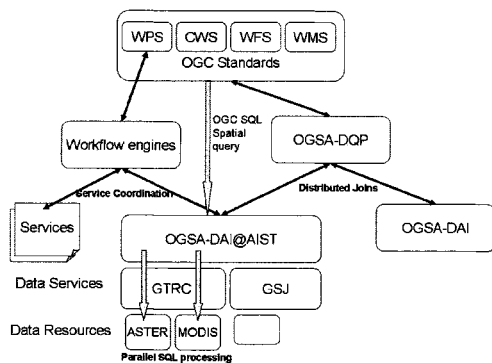 WPS CWS WFS WMS
OGC Standards
OGC SQL
Spatial
query
Workflow engines
OGSA-DQP
Service Coordination
Distributed Joins
Services
OGSA-DAI@AIST
OGSA-DAI
Data Services
GTRC
GSJ
Data Resources
ASTER
MODIS
Parallel SQL processing